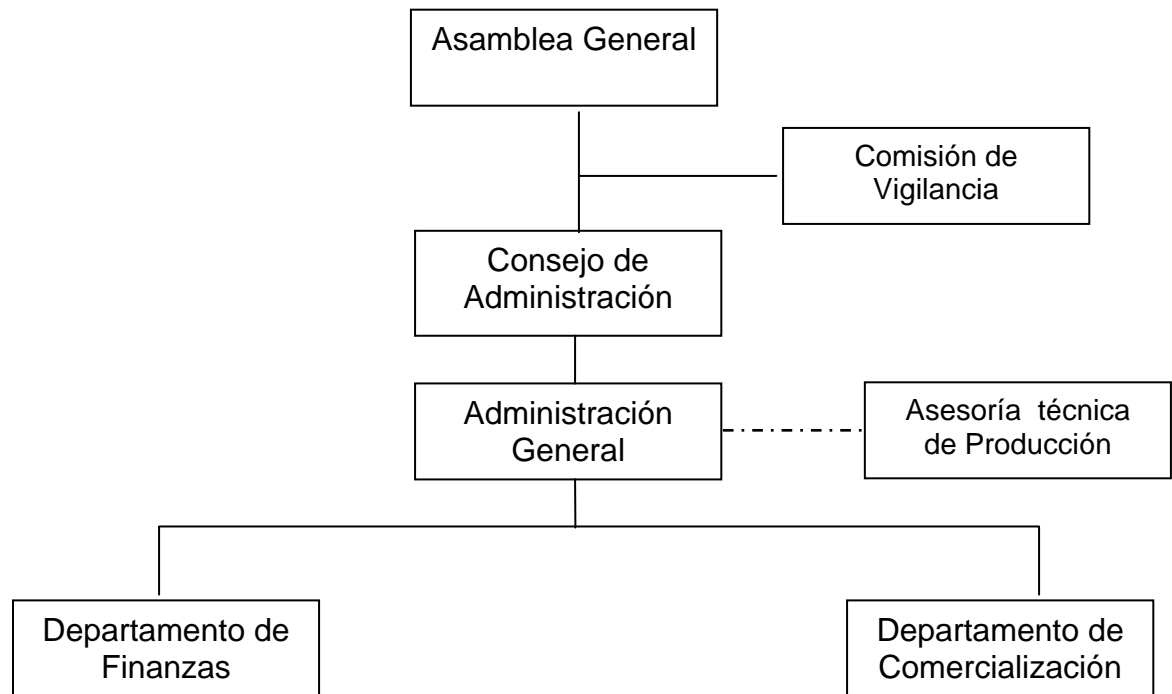 Asamblea General
Comisión de
Vigilancia
Consejo de
Administración
Administración
General
Asesoría técnica
de Producción
Departamento de
Finanzas
Departamento de
Comercialización